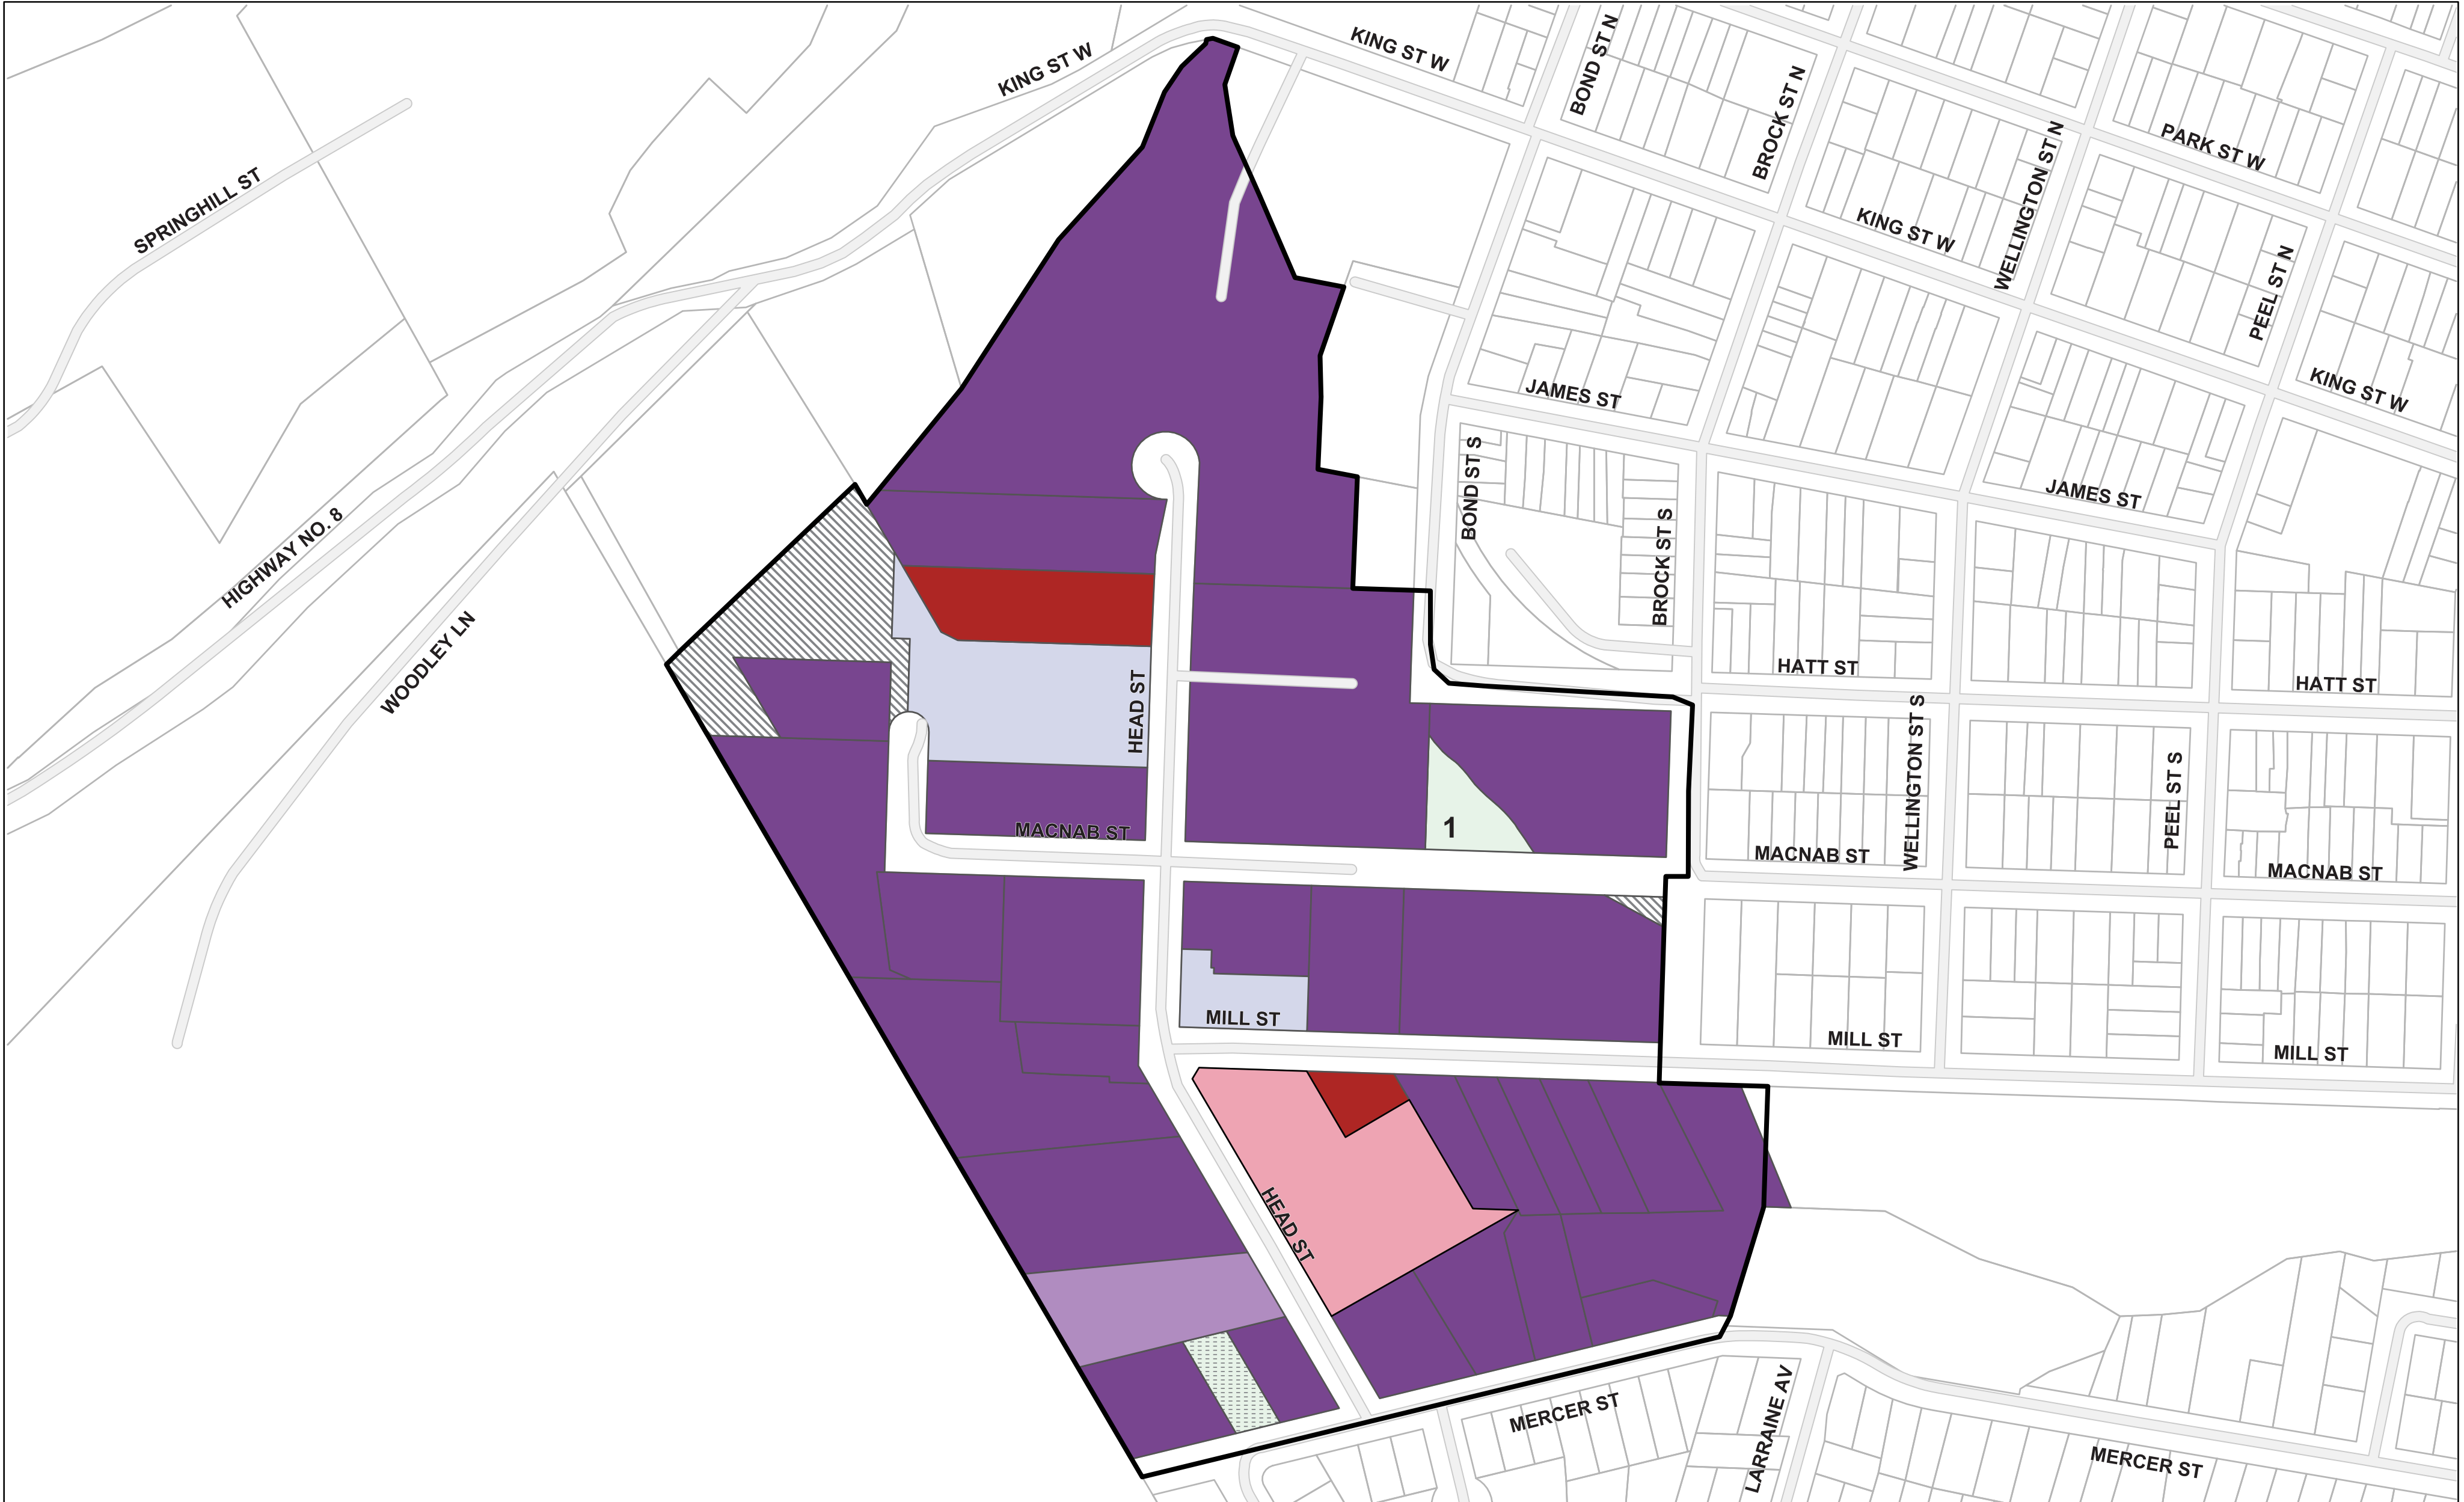 KING ST W
KING ST W
BOND ST N
BROCK ST N
WELLINGTON ST N
PARK ST W
SPRINGHILL ST
KING ST W
PEEL ST N
KING ST W
JAMES ST
BOND ST S
JAMES ST
HIGHWAY NO. 8
BROCK ST S
WOODLEY LN
HATT ST
HATT ST
HEAD ST
WELLINGTON ST S
PEEL ST S
MACNAB ST
1
MACNAB ST
MACNAB ST
MILL ST
MILL ST
MILL ST
HEAD ST
MERCER ST
LARRAINE AV
MERCER ST